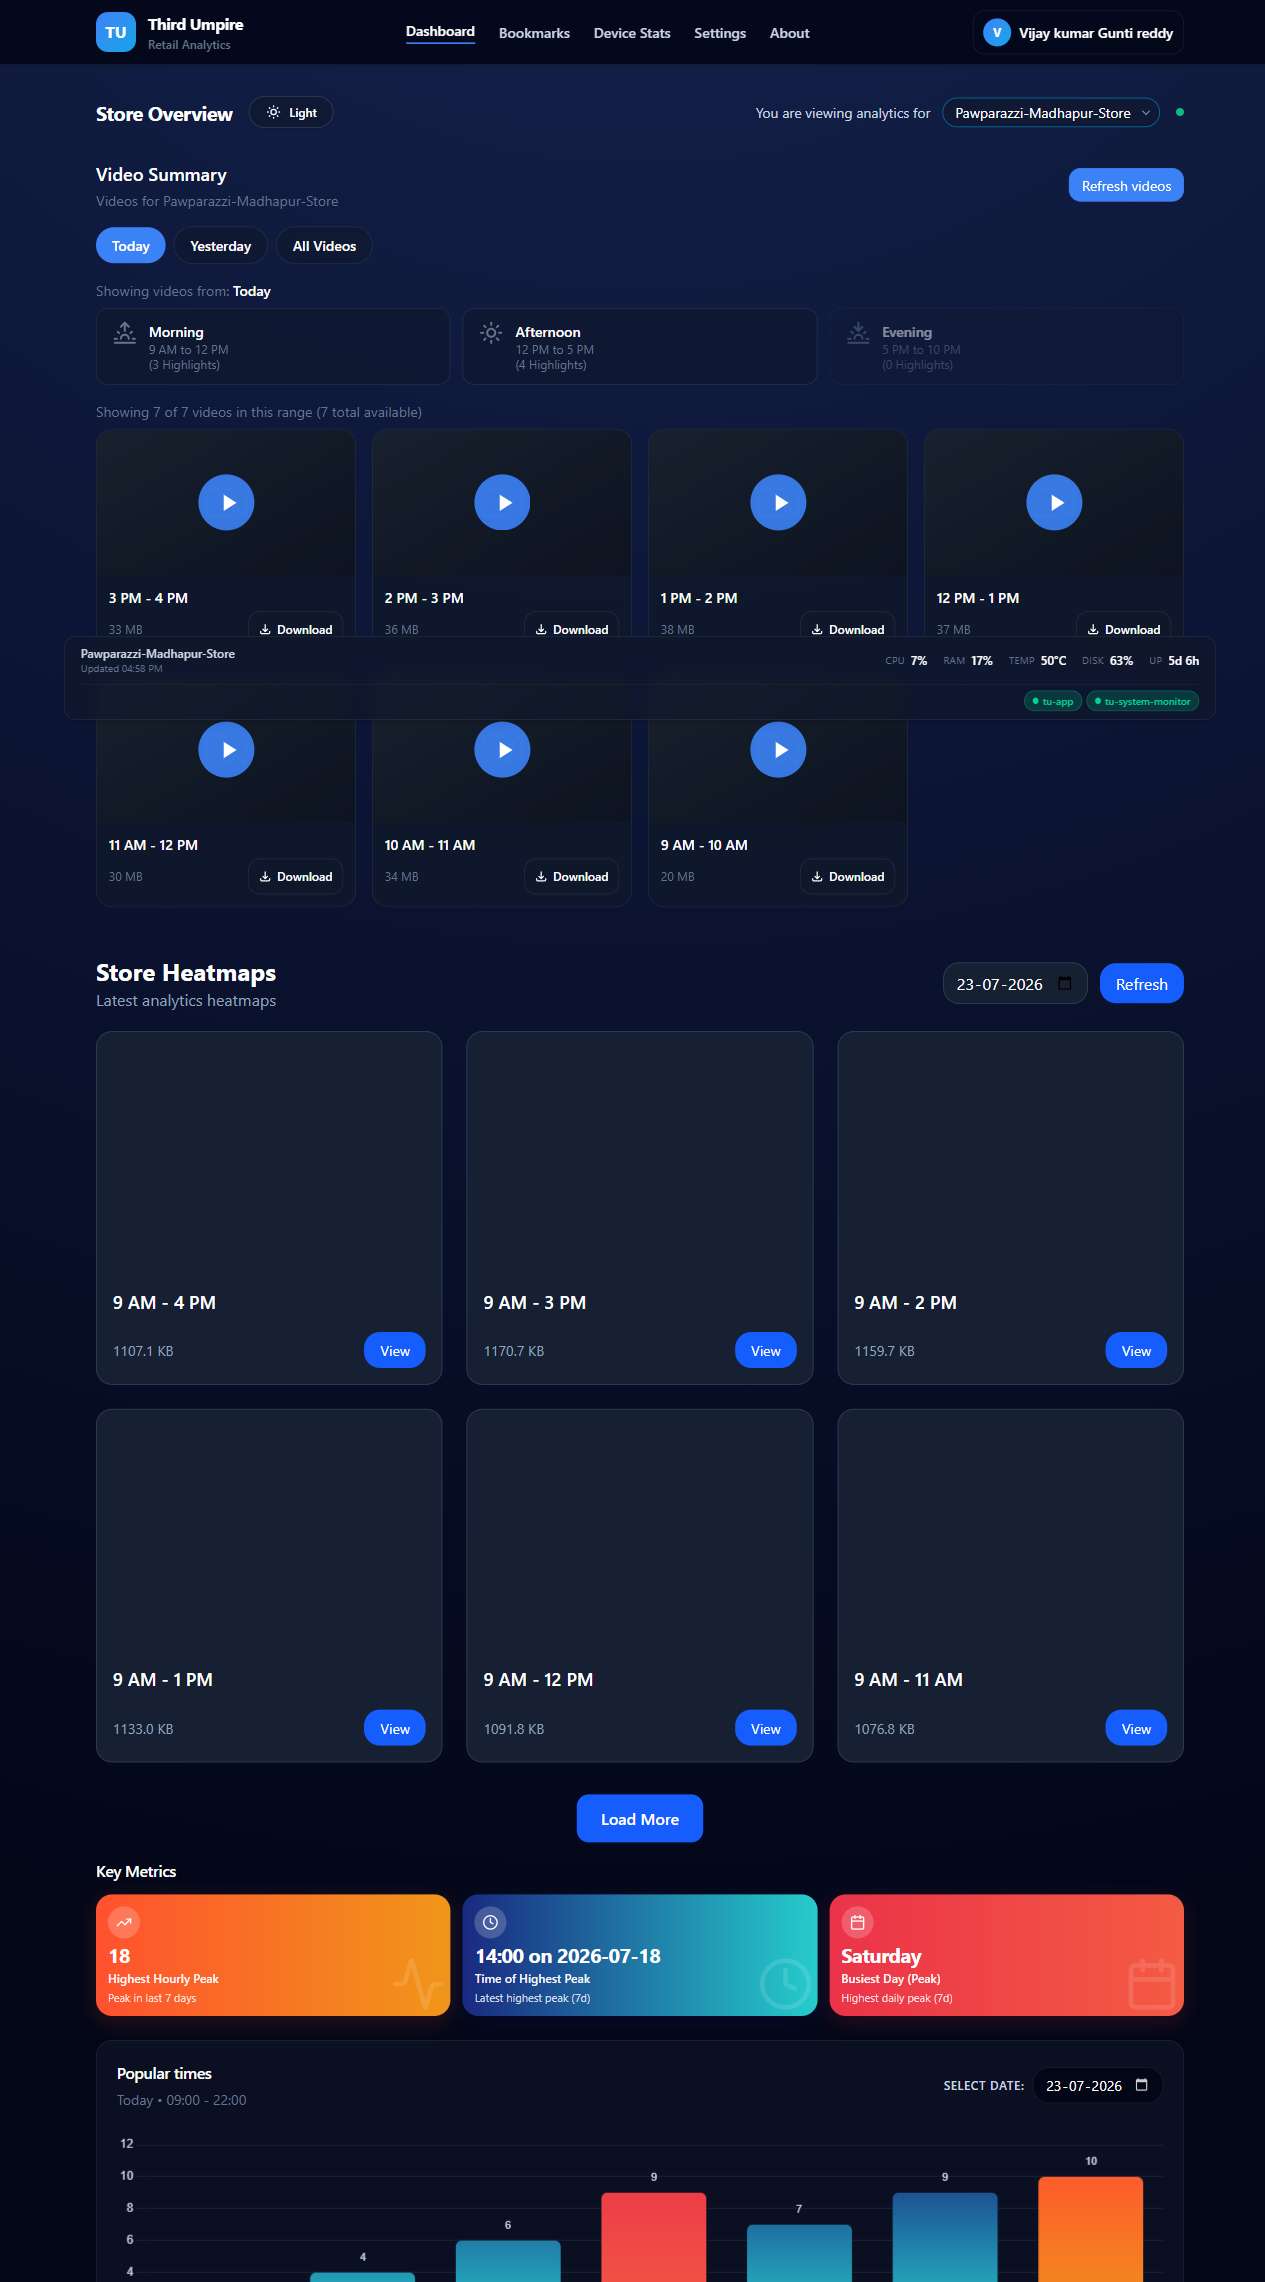 TU
Third Umpire
Retail Analytics
Dashboard
Bookmarks
Device Stats
Settings
About
V
Vijay kumar Gunti reddy
Store Overview
Light
You are viewing analytics for
Pawparazzi-Madhapur-Store
Video Summary
Videos for Pawparazzi-Madhapur-Store
Refresh videos
Today
Yesterday
All Videos
Showing videos from: Today
Morning
9 AM to 12 PM
(3 Highlights)
Afternoon
12 PM to 5 PM
(4 Highlights)
Evening
5 PM to 10 PM
(0 Highlights)
Showing 7 of 7 videos in this range (7 total available)
3 PM - 4 PM
33 MB
Download
2 PM - 3 PM
36 MB
Download
1 PM - 2 PM
38 MB
Download
12 PM - 1 PM
37 MB
Download
Pawparazzi-Madhapur-Store
Updated 04:58 PM
CPU 7%
RAM 17%
TEMP 50°C
DISK 63%
UP 5d 6h
tu-app
tu-system-monitor
11 AM - 12 PM
30 MB
Download
10 AM - 11 AM
34 MB
Download
9 AM - 10 AM
20 MB
Download
Store Heatmaps
Latest analytics heatmaps
23-07-2026
Refresh
9 AM - 4 PM
1107.1 KB
View
9 AM - 3 PM
1170.7 KB
View
9 AM - 2 PM
1159.7 KB
View
9 AM - 1 PM
1133.0 KB
View
9 AM - 12 PM
1091.8 KB
View
9 AM - 11 AM
1076.8 KB
View
Load More
Key Metrics
18
Highest Hourly Peak
Peak in last 7 days
14:00 on 2026-07-18
Time of Highest Peak
Latest highest peak (7d)
Saturday
Busiest Day (Peak)
Highest daily peak (7d)
Popular times
Today • 09:00 - 22:00
SELECT DATE:
23-07-2026
12
10
8
6
4
4
6
9
7
9
10